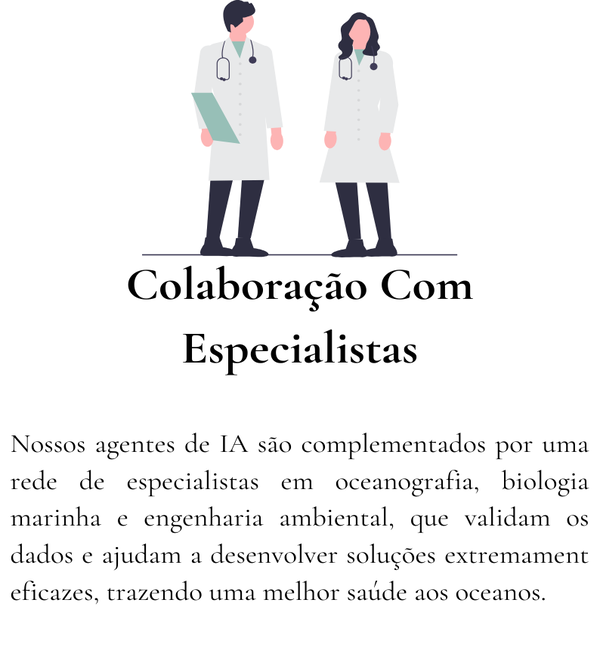 Colaboração Com
Especialistas
Nossos agentes de IA são complementados por uma
rede de especialistas em oceanografia, biologia
marinha e engenharia ambiental, que validam os
dados e ajudam a desenvolver soluções extremament
eficazes, trazendo uma melhor saúde aos oceanos.